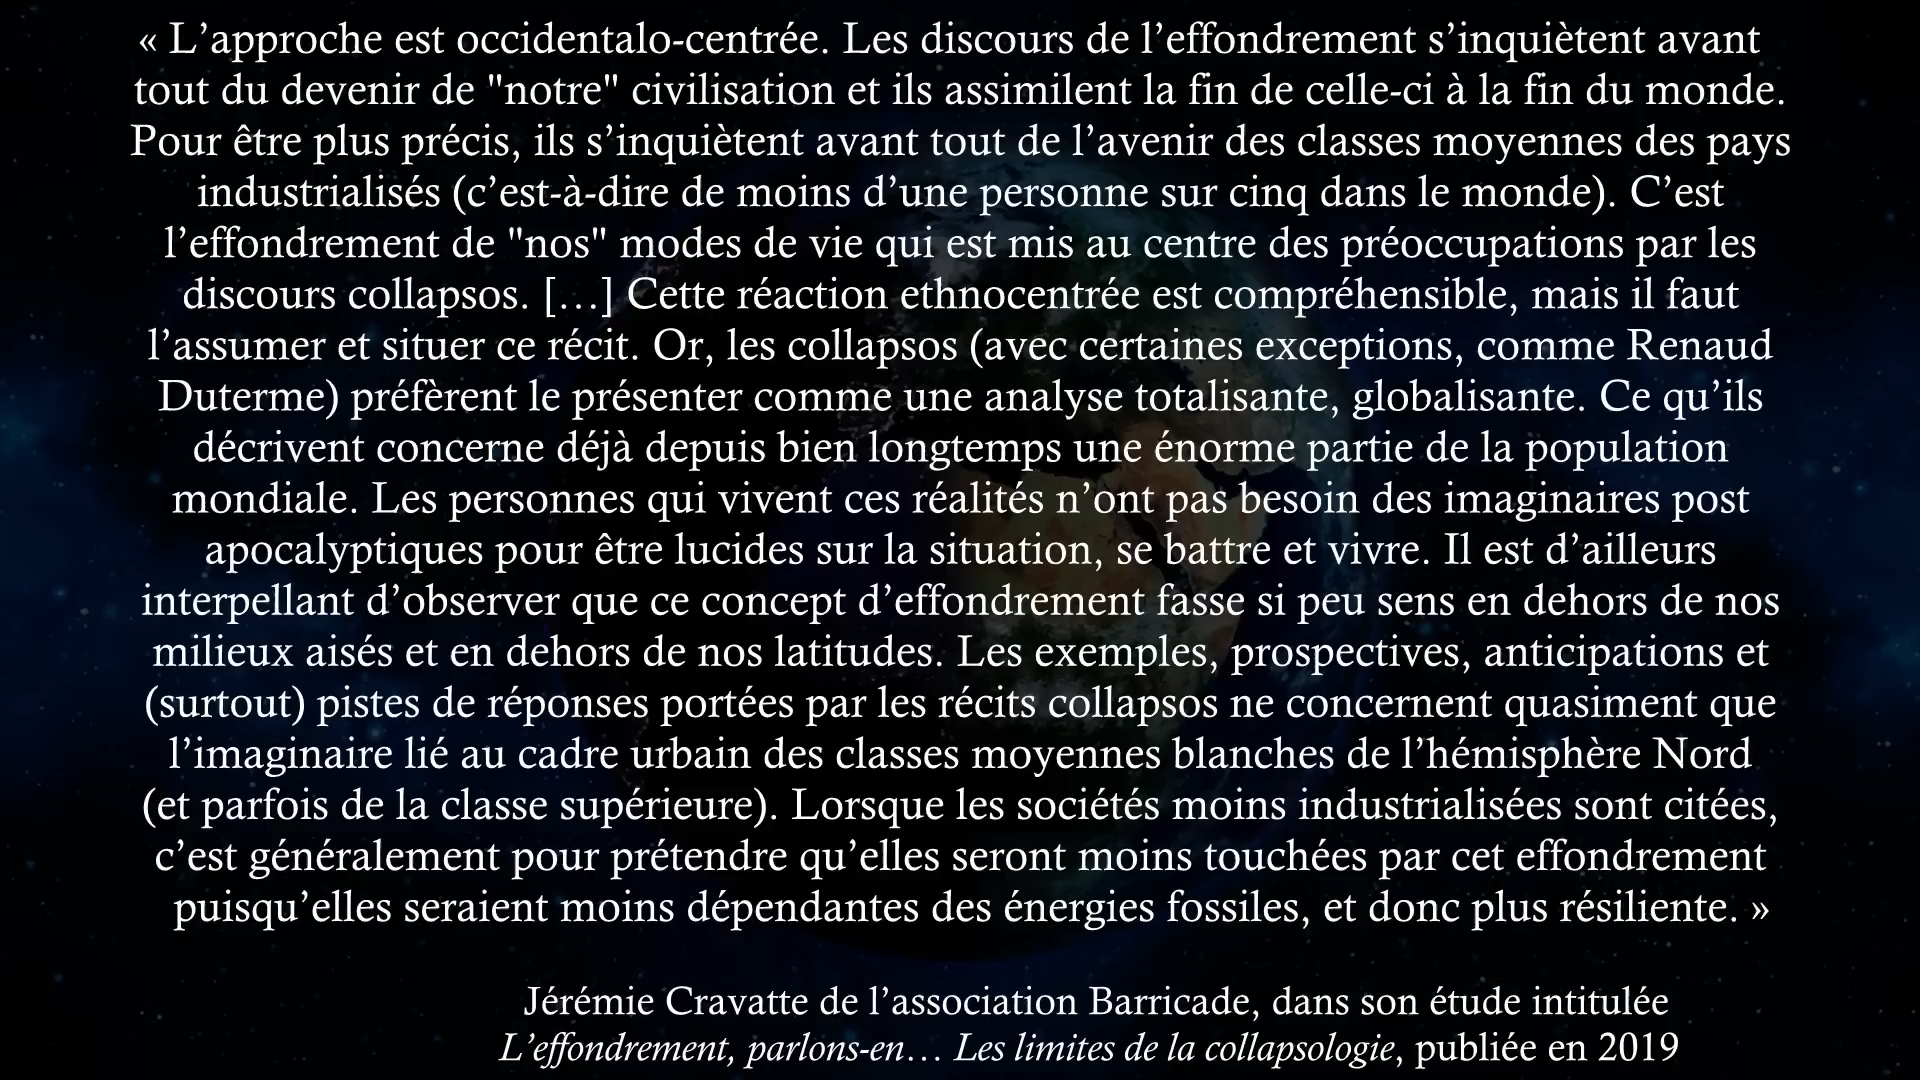 « L’approche est occidentalo-centrée. Les discours de l’effondrement s’inquiètent avant
tout du devenir de "notre" civilisation et ils assimilent la fin de celle-ci à la fin du monde.
Pour être plus précis, ils s’inquiètent avant tout de l’avenir des classes moyennes des pays
industrialisés (c’est-à-dire de moins d’une personne sur cinq dans le monde). C’est
l’effondrement de "nos" modes de vie qui est mis au centre des préoccupations par les
discours collapsos. […] Cette réaction ethnocentrée est compréhensible, mais il faut
l’assumer et situer ce récit. Or, les collapsos (avec certaines exceptions, comme Renaud
Duterme) préfèrent le présenter comme une analyse totalisante, globalisante. Ce qu’ils
décrivent concerne déjà depuis bien longtemps une énorme partie de la population
mondiale. Les personnes qui vivent ces réalités n’ont pas besoin des imaginaires post
apocalyptiques pour être lucides sur la situation, se battre et vivre. Il est d’ailleurs
interpellant d’observer que ce concept d’effondrement fasse si peu sens en dehors de nos
milieux aisés et en dehors de nos latitudes. Les exemples, prospectives, anticipations et
(surtout) pistes de réponses portées par les récits collapsos ne concernent quasiment que
l’imaginaire lié au cadre urbain des classes moyennes blanches de l’hémisphère Nord
(et parfois de la classe supérieure). Lorsque les sociétés moins industrialisées sont citées,
c’est généralement pour prétendre qu’elles seront moins touchées par cet effondrement
puisqu’elles seraient moins dépendantes des énergies fossiles, et donc plus résiliente. »
Jérémie Cravatte de l’association Barricade, dans son étude intitulée
L’effondrement, parlons-en… Les limites de la collapsologie, publiée en 2019